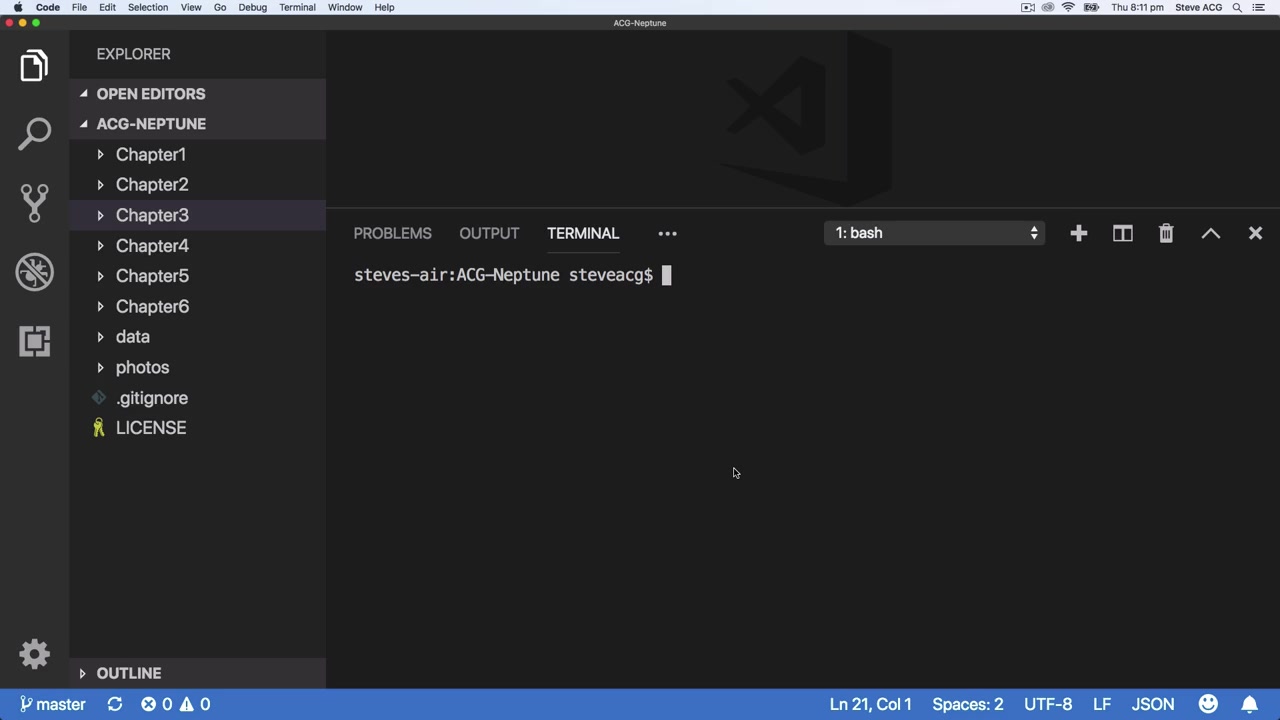 Code File Edit Selection View Go Debug Terminal Window Help Thu 8:11 pm Steve ACG
ACG-Neptune
EXPLORER
OPEN EDITORS
ACG-NEPTUNE
Chapter1
Chapter2
Chapter3
Chapter4
Chapter5
Chapter6
data
photos
.gitignore
LICENSE
OUTLINE
PROBLEMS OUTPUT TERMINAL ••• 1: bash
steves-air:ACG-Neptune steveacg$
master 0 0 Ln 21, Col 1 Spaces: 2 UTF-8 LF JSON